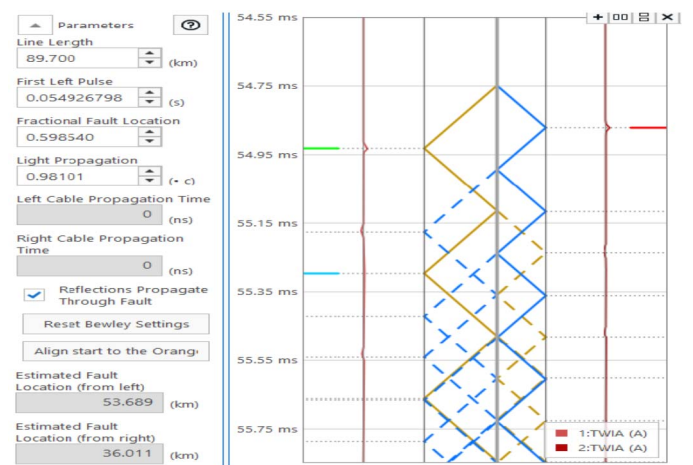 Parameters
Line Length
89.700
(km)
First Left Pulse
0.054926798
(s)
Fractional Fault Location
0.598540
Light Propagation
0.98101
(• c)
Left Cable Propagation Time
0
(ns)
Right Cable Propagation
Time
0
(ns)
Reflections Propagate
Through Fault
Reset Bewley Settings
Align start to the Orang
Estimated Fault
Location (from left)
53.689
(km)
Estimated Fault
Location (from right)
36.011
(km)
54.55 ms
54.75 ms
54.95 ms
55.15 ms
55.35 ms
55.55 ms
55.75 ms
1:TWIA (A)
2:TWIA (A)